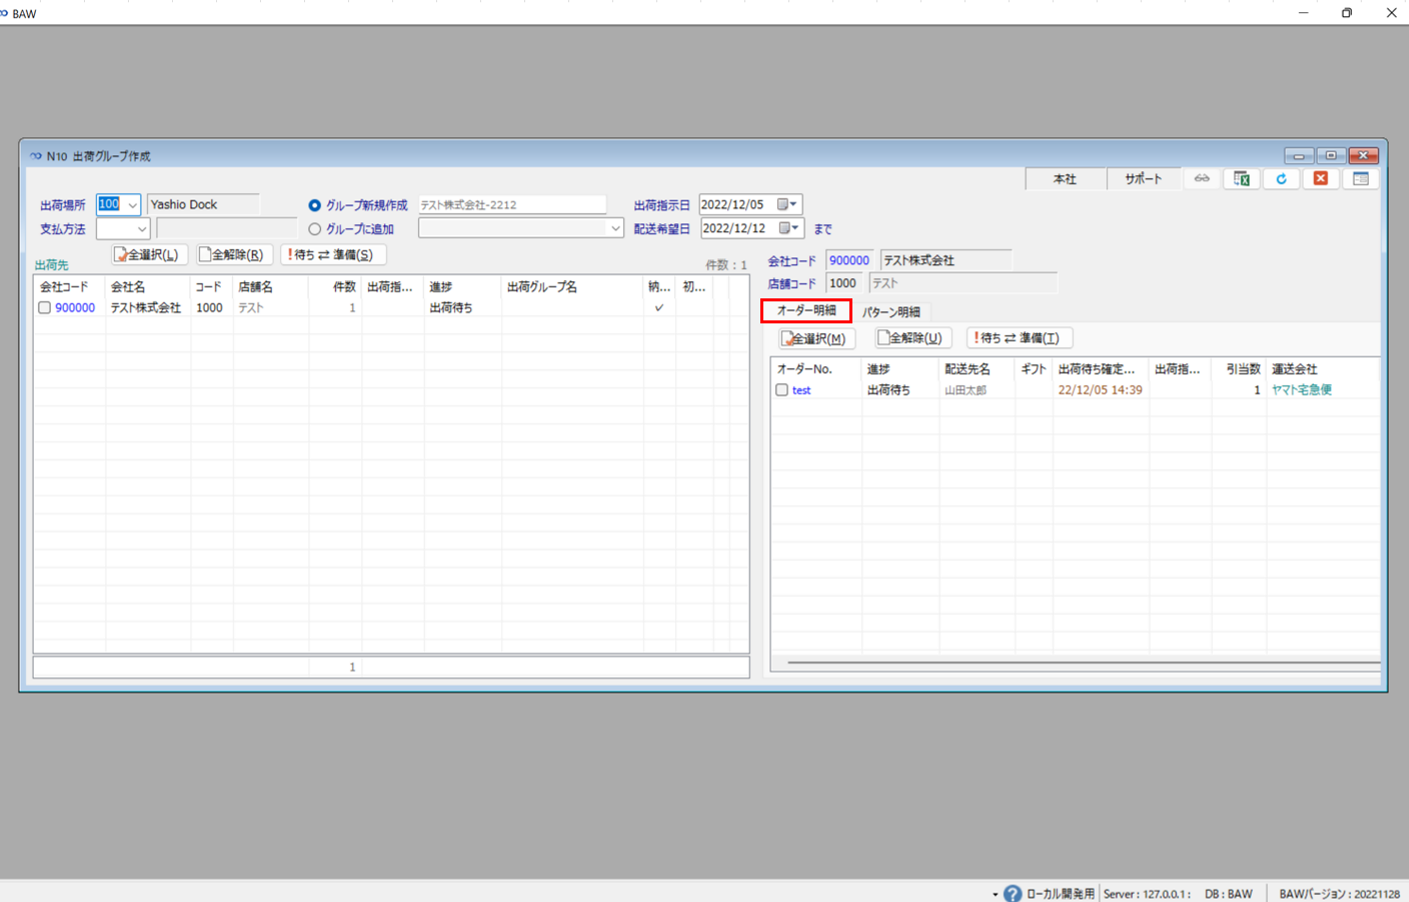 BAW
N10 出荷グループ作成
本社 サポート
出荷場所 100 Yashio Dock グループ新規作成 テスト株式会社-2212 出荷指示日 2022/12/05
支払方法 グループに追加 配送希望日 2022/12/12 まで
出荷先 全選択(L) 全解除(R) !待ち ⇄ 準備(S) 件数 : 1
会社コード 会社名 コード 店舗名 件数 出荷指... 進捗 出荷グループ名 納... 初...
900000 テスト株式会社 1000 テスト 1 出荷待ち ✓
1
会社コード 900000 テスト株式会社
店舗コード 1000 テスト
オーダー明細 パターン明細
全選択(M) 全解除(U) !待ち ⇄ 準備(T)
オーダーNo. 進捗 配送先名 ギフト 出荷待ち確定... 出荷指... 引当数 運送会社
test 出荷待ち 山田太郎 22/12/05 14:39 1 ヤマト宅急便
ローカル開発用 Server : 127.0.0.1 : DB : BAW BAWバージョン : 20221128